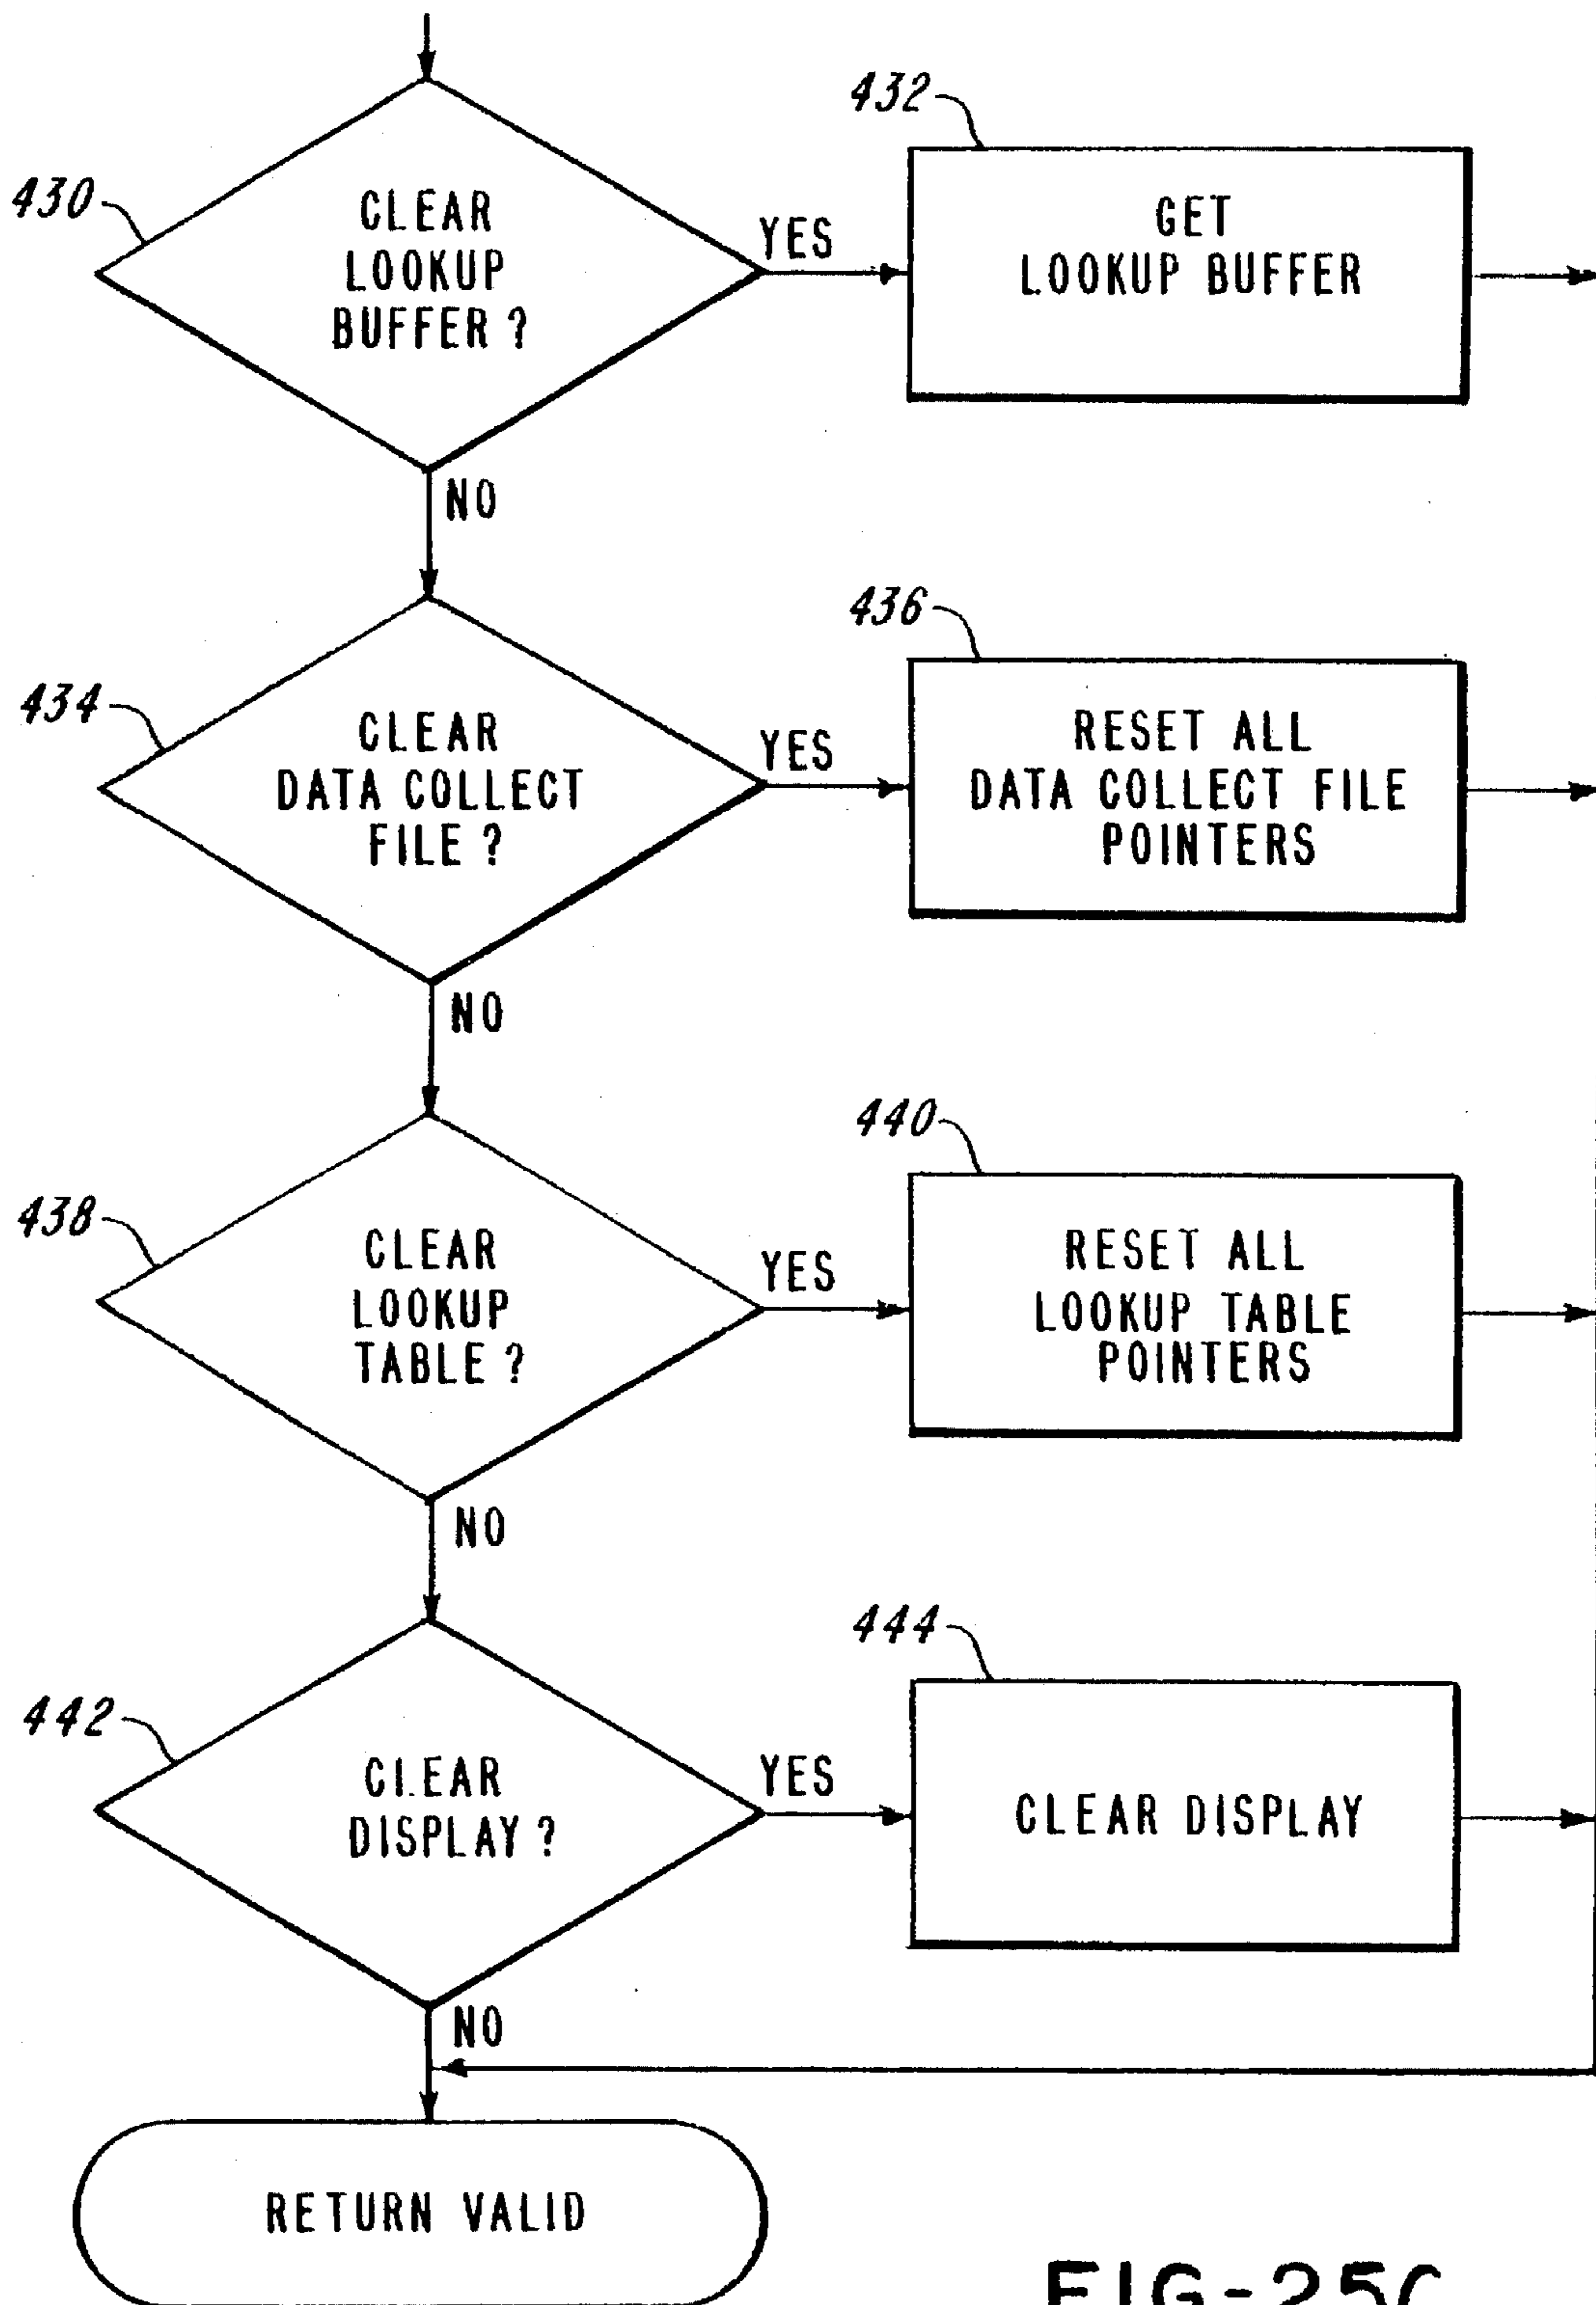 432
430
CLEAR
LOOKUP
BUFFER ?
YES
GET
LOOKUP BUFFER
NO
436
434
CLEAR
DATA COLLECT
FILE ?
YES
RESET ALL
DATA COLLECT FILE
POINTERS
NO
440
438
CLEAR
LOOKUP
TABLE ?
YES
RESET ALL
LOOKUP TABLE
POINTERS
NO
444
442
CLEAR
DISPLAY ?
YES
CLEAR DISPLAY
NO
RETURN VALID
FIG-25C